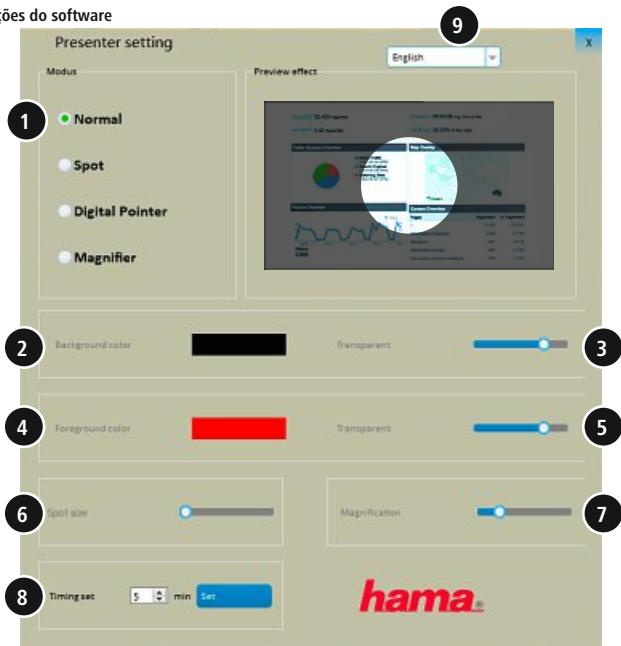 ções do software
9
Presenter setting
x
English
Modus
Preview effect
1
Normal
Spot
Digital Pointer
Magnifier
2
Background color
Transparent
3
4
Foreground color
Transparent
5
6
Spot size
Magnification
7
8
Timing set
5
min
Set
hama®